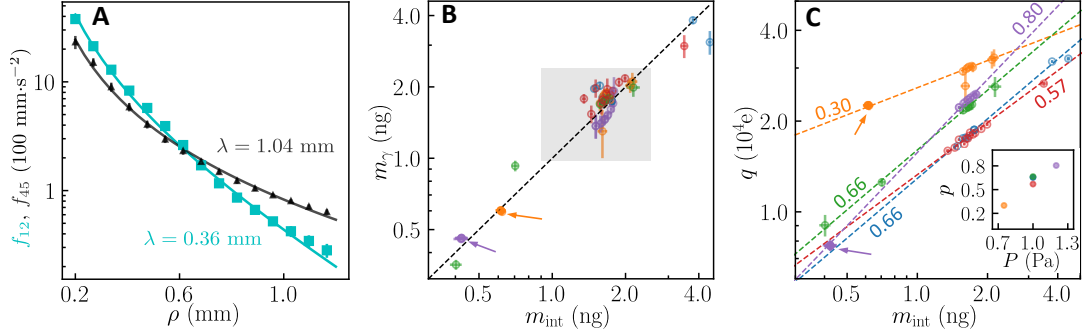 A
f₁₂, f₄₅ (100 mm·s⁻²)
100
10
1
λ = 1.04 mm
λ = 0.36 mm
0.2
0.6
1.0
ρ (mm)
B
m_γ (ng)
4.0
2.0
1.0
0.5
0.5
1.0
2.0
4.0
m_int (ng)
C
q (10⁴e)
4.0
2.0
1.0
0.80
0.30
0.57
0.66
0.66
p
0.8
0.5
0.2
0.7
1.0
1.3
P (Pa)
0.5
1.0
2.0
4.0
m_int (ng)